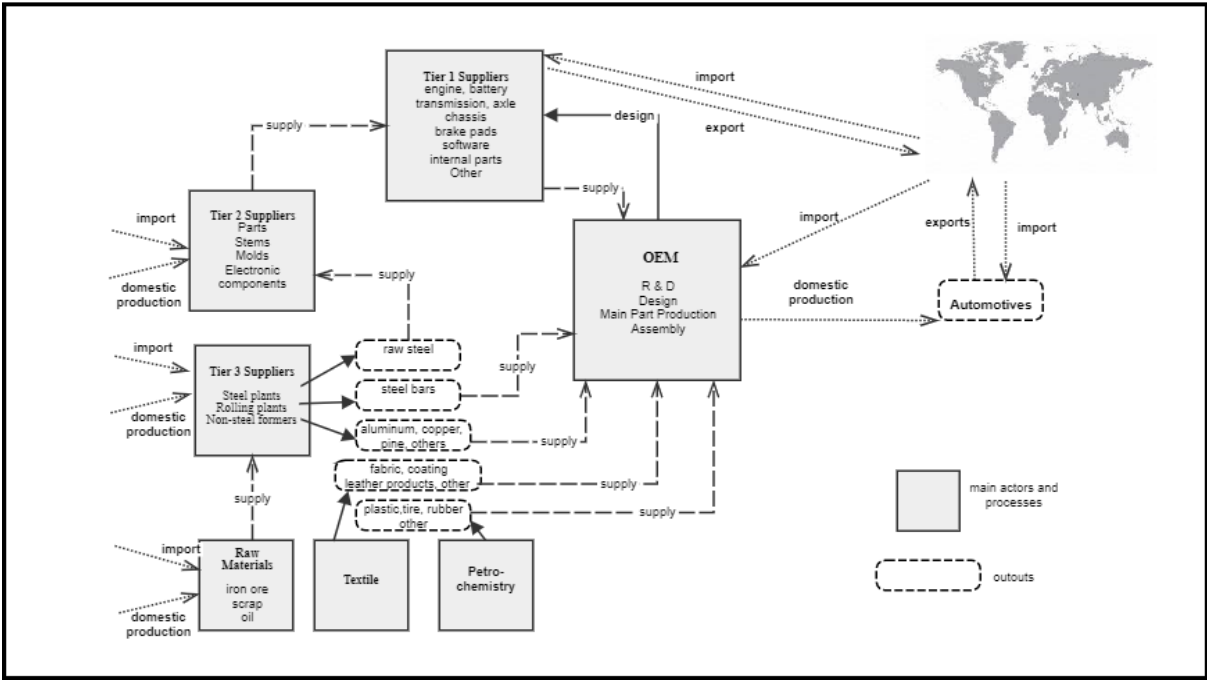 Tier 1 Suppliers
engine, battery
transmission, axle
chassis
brake pads
software
internal parts
Other
import
export
design
supply
supply
Tier 2 Suppliers
Parts
Stems
Molds
Electronic
components
import
domestic
production
supply
OEM
R & D
Design
Main Part Production
Assembly
import
exports
import
domestic
production
Automotives
import
domestic
production
Tier 3 Suppliers
Steel plants
Rolling plants
Non-steel formers
raw steel
steel bars
supply
aluminum, copper,
pine, others
supply
fabric, coating
leather products, other
supply
plastic,tire, rubber
other
supply
supply
import
domestic
production
Raw
Materials
iron ore
scrap
oil
Textile
Petro-
chemistry
main actors and
processes
outouts